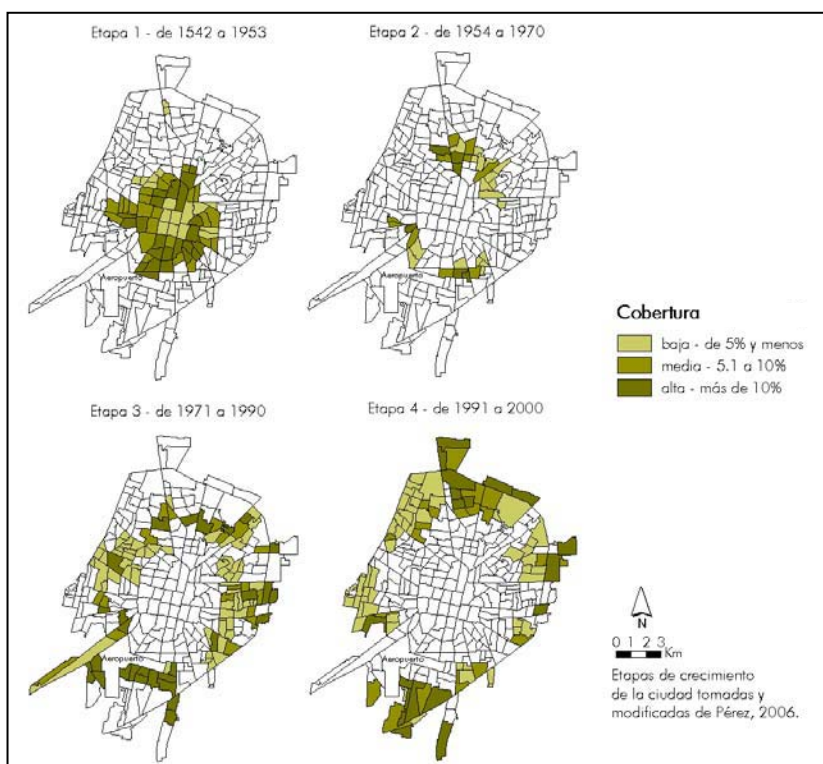 Etapa 1 - de 1542 a 1953
Etapa 2 - de 1954 a 1970
Aeropuerto
Aeropuerto
Cobertura
baja - de 5% y menos
media - 5.1 a 10%
alta - más de 10%
Etapa 3 - de 1971 a 1990
Etapa 4 - de 1991 a 2000
Aeropuerto
Aeropuerto
N
0 1 2 3
Km
Etapas de crecimiento
de la ciudad tomadas y
modificadas de Pérez, 2006.